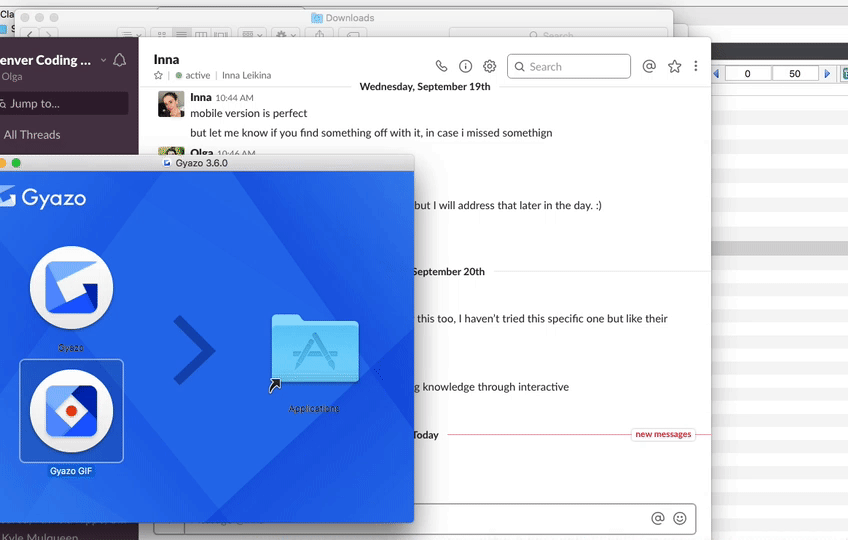 Cla
Downloads
Search
enver Coding ...
Olga
Jump to...
All Threads
Inna
active | Inna Leikina
Search
0
50
Wednesday, September 19th
Inna 10:44 AM
mobile version is perfect
but let me know if you find something off with it, in case i missed somethign
Olga 10:46 AM
Gyazo 3.6.0
Gyazo
Gyazo
Applications
Gyazo GIF
but I will address that later in the day. :)
September 20th
this too, I haven't tried this specific one but like their
g knowledge through interactive
Today
new messages
Kyle Mulqueen